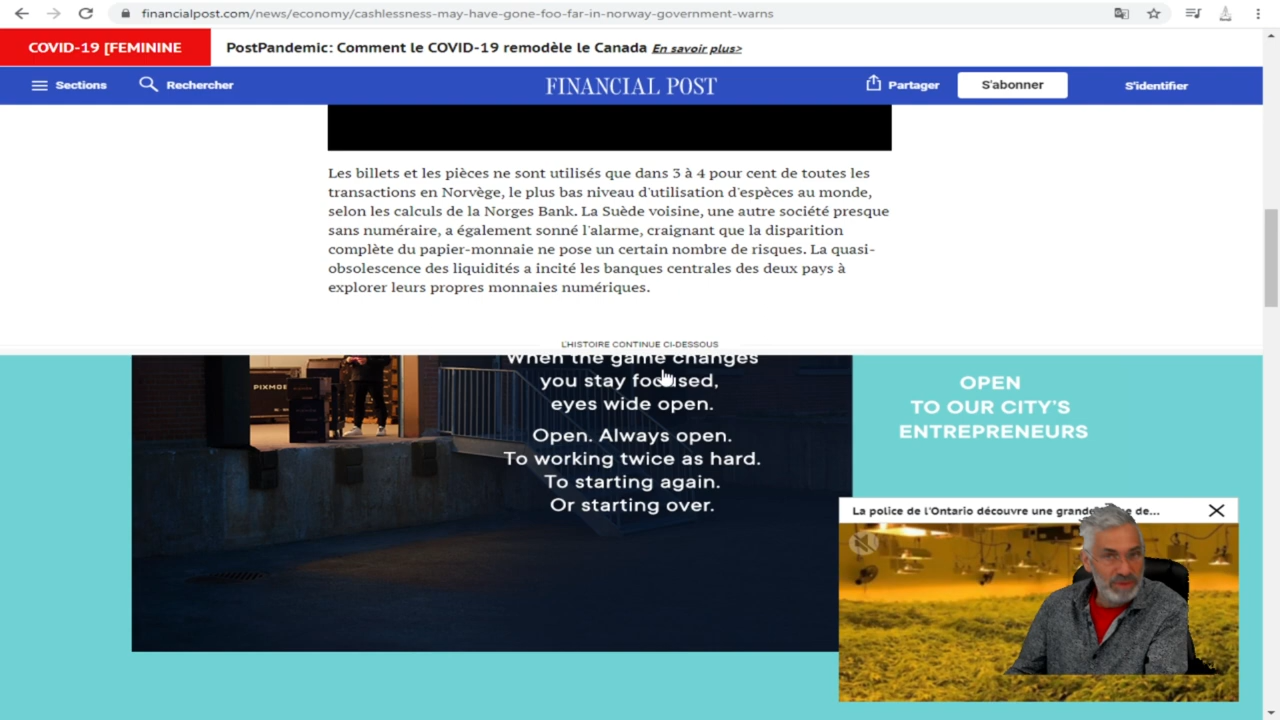 financialpost.com/news/economy/cashlessness-may-have-gone-foo-far-in-norway-government-warns
COVID-19 [FEMININE
PostPandemic: Comment le COVID-19 remodèle le Canada En savoir plus>
Sections
Rechercher
FINANCIAL POST
Partager
S'abonner
S'identifier
Les billets et les pièces ne sont utilisés que dans 3 à 4 pour cent de toutes les
transactions en Norvège, le plus bas niveau d'utilisation d'espèces au monde,
selon les calculs de la Norges Bank. La Suède voisine, une autre société presque
sans numéraire, a également sonné l'alarme, craignant que la disparition
complète du papier-monnaie ne pose un certain nombre de risques. La quasi-
obsolescence des liquidités a incité les banques centrales des deux pays à
explorer leurs propres monnaies numériques.
L'HISTOIRE CONTINUE CI-DESSOUS
When the game changes
you stay focused,
eyes wide open.
Open. Always open.
To working twice as hard.
To starting again.
Or starting over.
OPEN
TO OUR CITY'S
ENTREPRENEURS
La police de l'Ontario découvre une grande de...